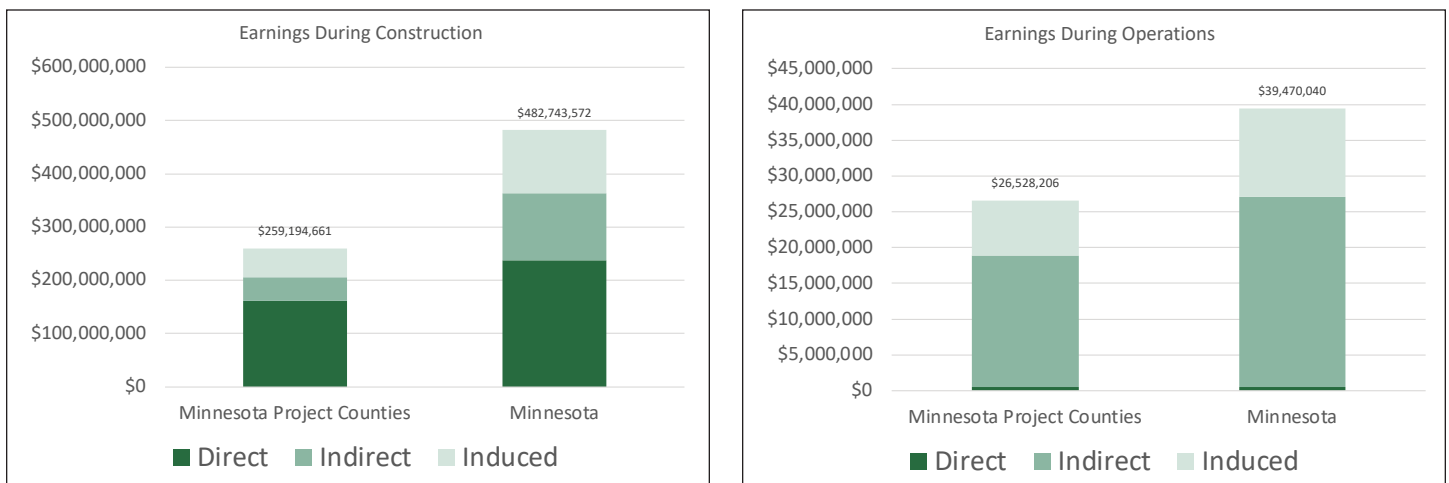 Earnings During Construction
$600,000,000
$500,000,000
$400,000,000
$300,000,000
$200,000,000
$100,000,000
$0
$259,194,661
$482,743,572
Minnesota Project Counties
Minnesota
Direct
Indirect
Induced
Earnings During Operations
$45,000,000
$40,000,000
$35,000,000
$30,000,000
$25,000,000
$20,000,000
$15,000,000
$10,000,000
$5,000,000
$0
$26,528,206
$39,470,040
Minnesota Project Counties
Minnesota
Direct
Indirect
Induced